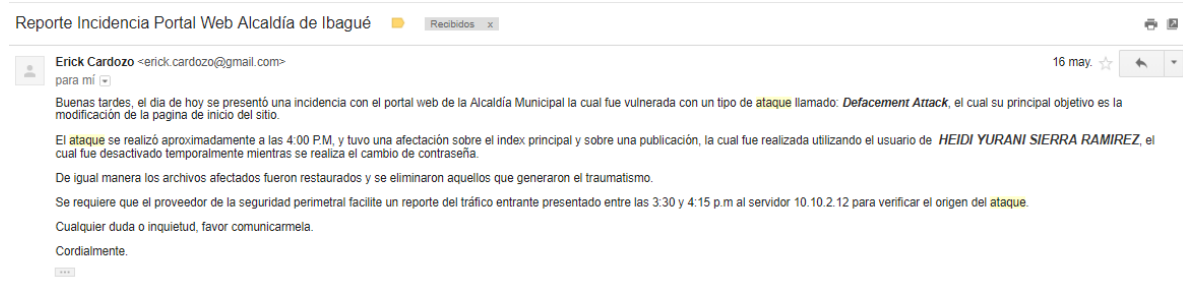 Reporte Incidencia Portal Web Alcaldía de Ibagué Recibidos x
Erick Cardozo <erick.cardozo@gmail.com> 16 may.
para mí
Buenas tardes, el dia de hoy se presentó una incidencia con el portal web de la Alcaldía Municipal la cual fue vulnerada con un tipo de ataque llamado: Defacement Attack, el cual su principal objetivo es la
modificación de la pagina de inicio del sitio.
El ataque se realizó aproximadamente a las 4:00 P.M, y tuvo una afectación sobre el index principal y sobre una publicación, la cual fue realizada utilizando el usuario de HEIDI YURANI SIERRA RAMIREZ, el
cual fue desactivado temporalmente mientras se realiza el cambio de contraseña.
De igual manera los archivos afectados fueron restaurados y se eliminaron aquellos que generaron el traumatismo.
Se requiere que el proveedor de la seguridad perimetral facilite un reporte del tráfico entrante presentado entre las 3:30 y 4:15 p.m al servidor 10.10.2.12 para verificar el origen del ataque.
Cualquier duda o inquietud, favor comunicarmela.
Cordialmente.